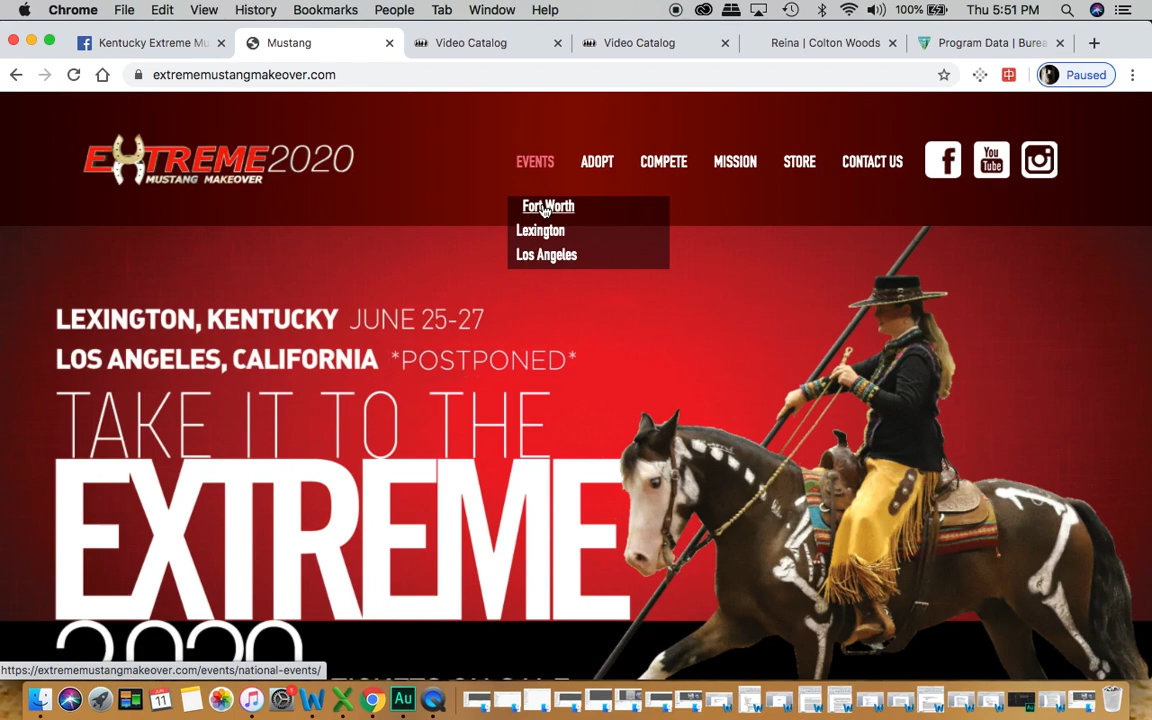 Chrome File Edit View History Bookmarks People Tab Window Help 100% Thu 5:51 PM
Kentucky Extreme Mu Mustang Video Catalog Video Catalog Reina | Colton Woods Program Data | Burea
extrememustangmakeover.com Paused
EXTREME2020
MUSTANG MAKEOVER
EVENTS ADOPT COMPETE MISSION STORE CONTACT US
You Tube
Fort Worth
Lexington
Los Angeles
LEXINGTON, KENTUCKY JUNE 25-27
LOS ANGELES, CALIFORNIA *POSTPONED*
TAKE IT TO THE
EXTREME
2020
https://extrememustangmakeover.com/events/national-events/